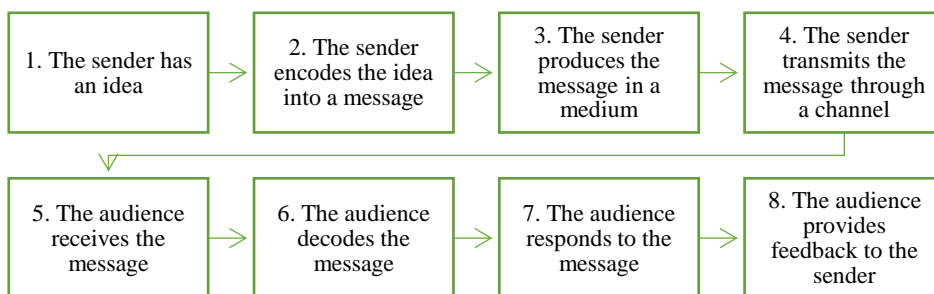 1. The sender has
an idea
2. The sender
encodes the idea
into a message
3. The sender
produces the
message in a
medium
4. The sender
transmits the
message through
a channel
5. The audience
receives the
message
6. The audience
decodes the
message
7. The audience
responds to the
message
8. The audience
provides
feedback to the
sender